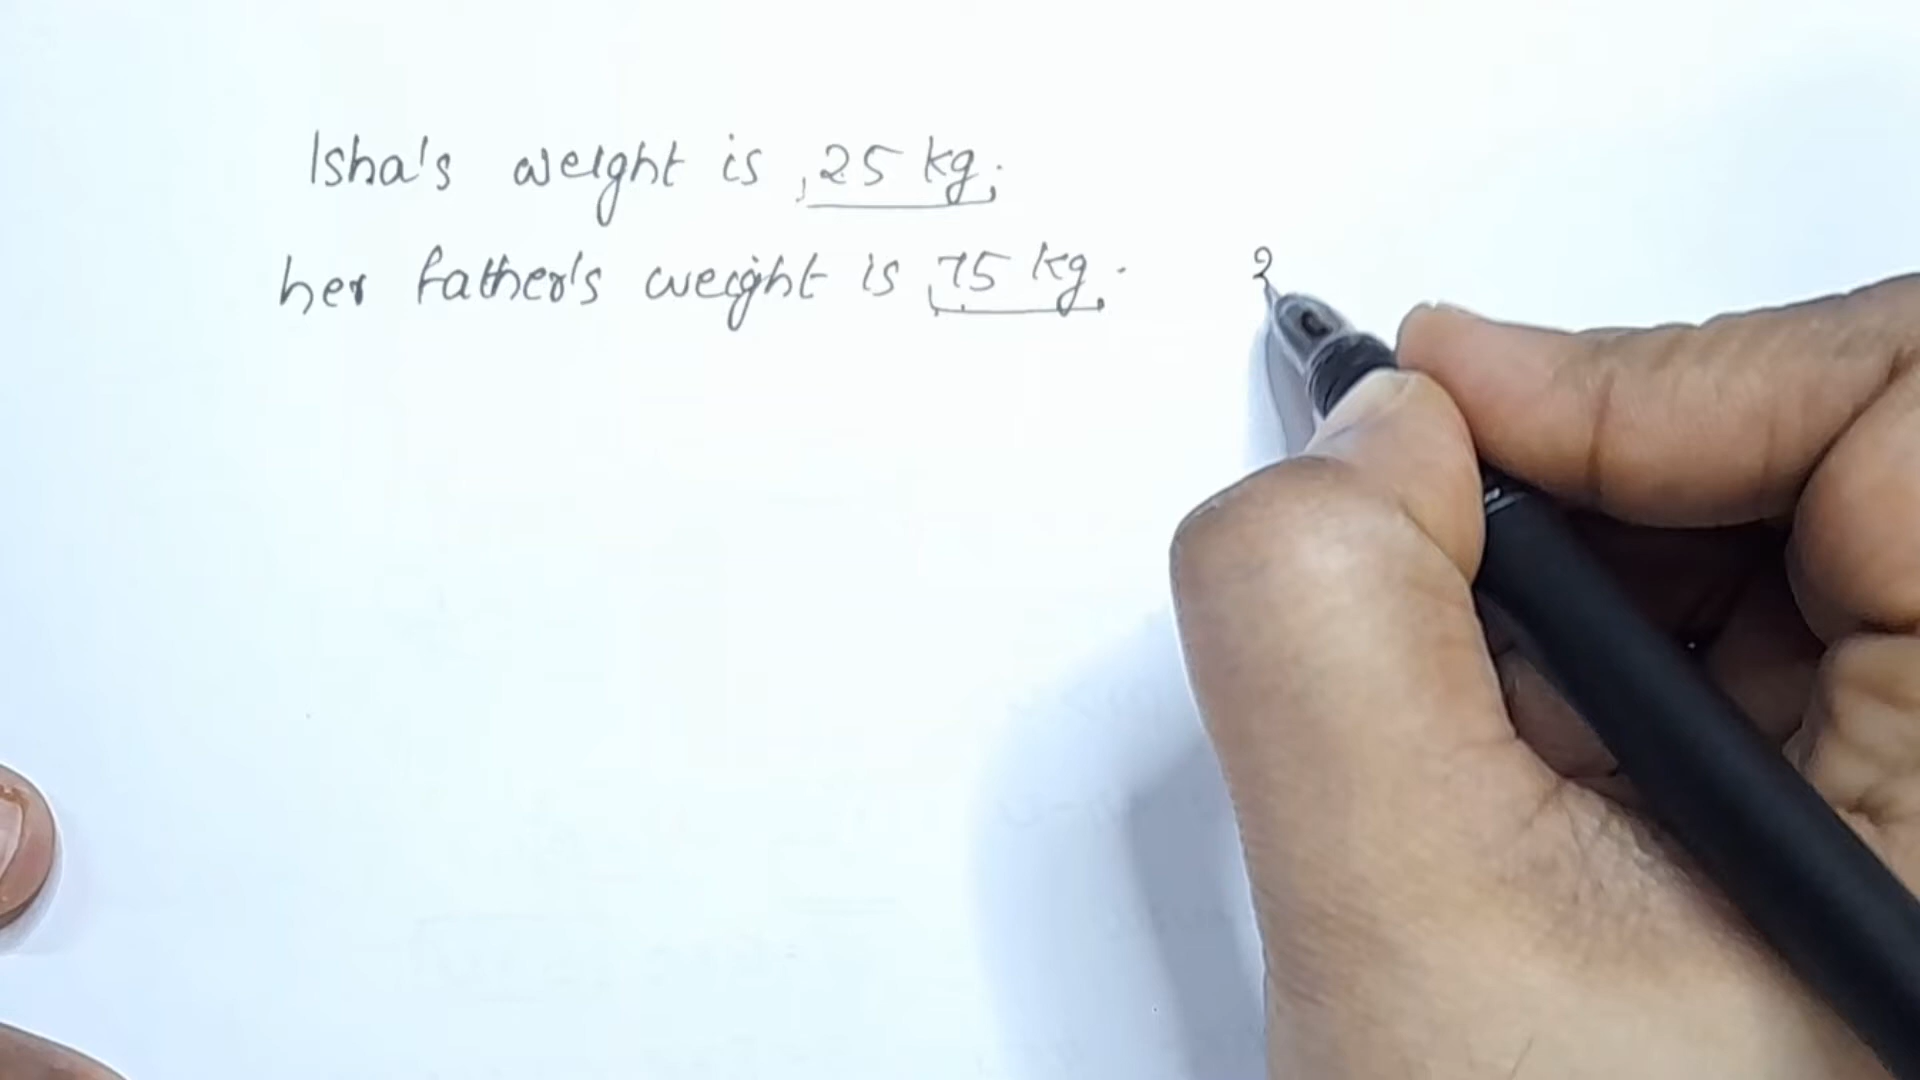 Isha's weight is 25 kg;
her father's weight is 75 kg.